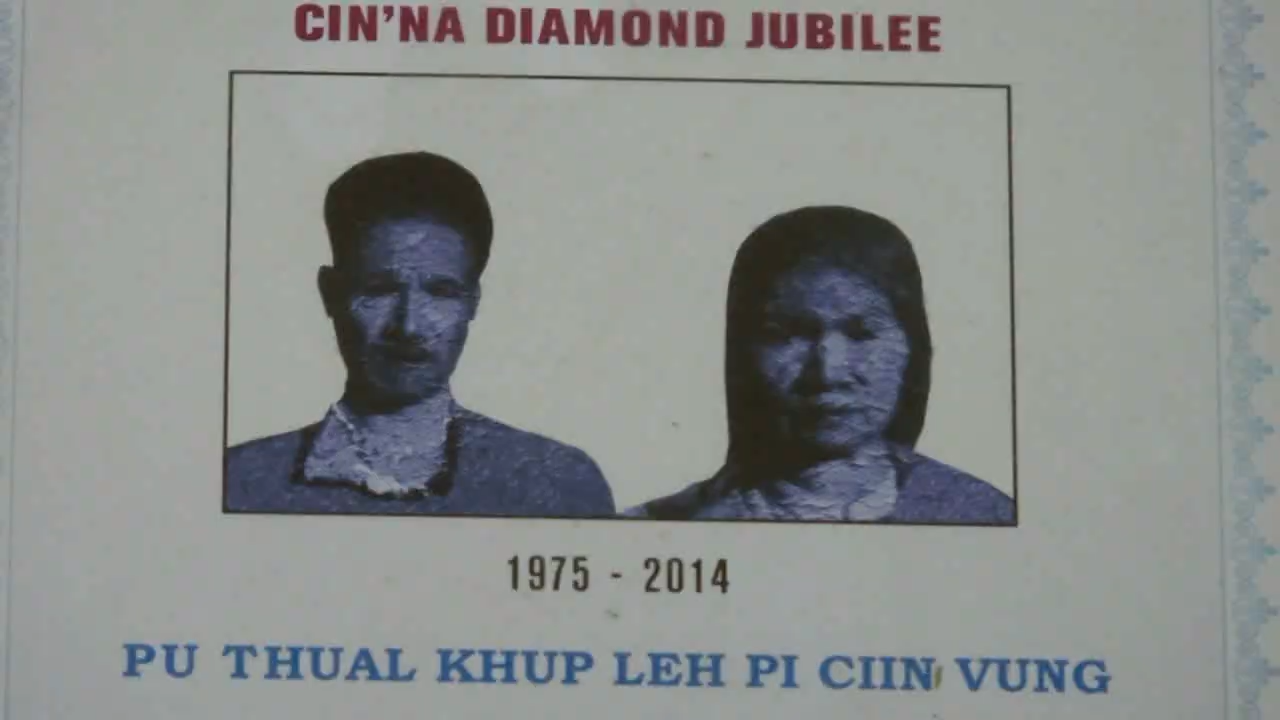 CIN'NA DIAMOND JUBILEE
1975 - 2014
PU THUAL KHUP LEH PI CIIN VUNG